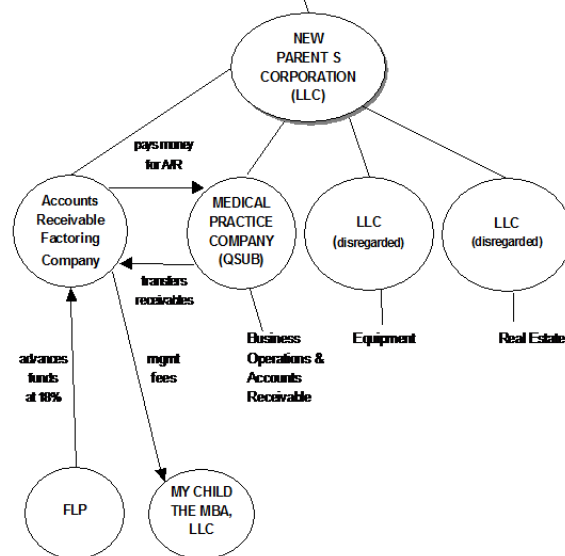 NEW
PARENT S
CORPORATION
(LLC)
pays money
for A/R
Accounts
Receivable
Factoring
Company
MEDICAL
PRACTICE
COMPANY
(QSUB)
LLC
(disregarded)
LLC
(disregarded)
transfers
receivables
Business
Operations &
Accounts
Receivable
Equipment
Real Estate
advances
funds
at 18%
mgmt
fees
FLP
MY CHILD
THE MBA,
LLC